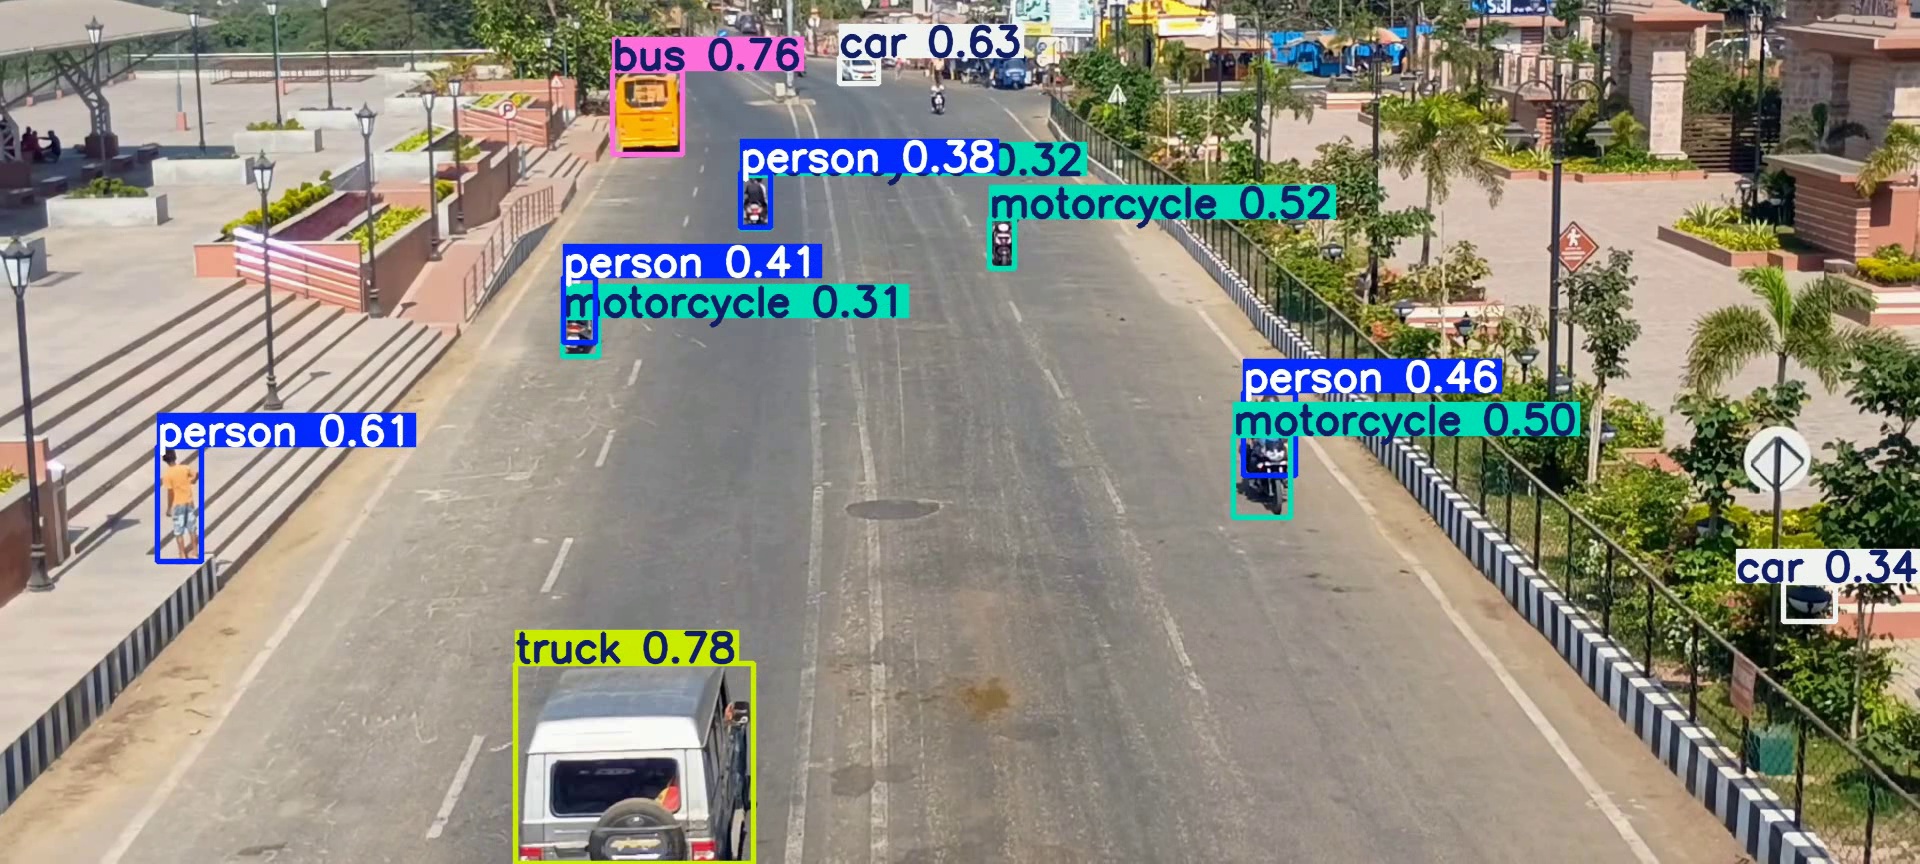 SBI
car 0.63
bus 0.76
person 0.38
0.32
motorcycle 0.52
person 0.41
motorcycle 0.31
person 0.46
motorcycle 0.50
person 0.61
car 0.34
truck 0.78